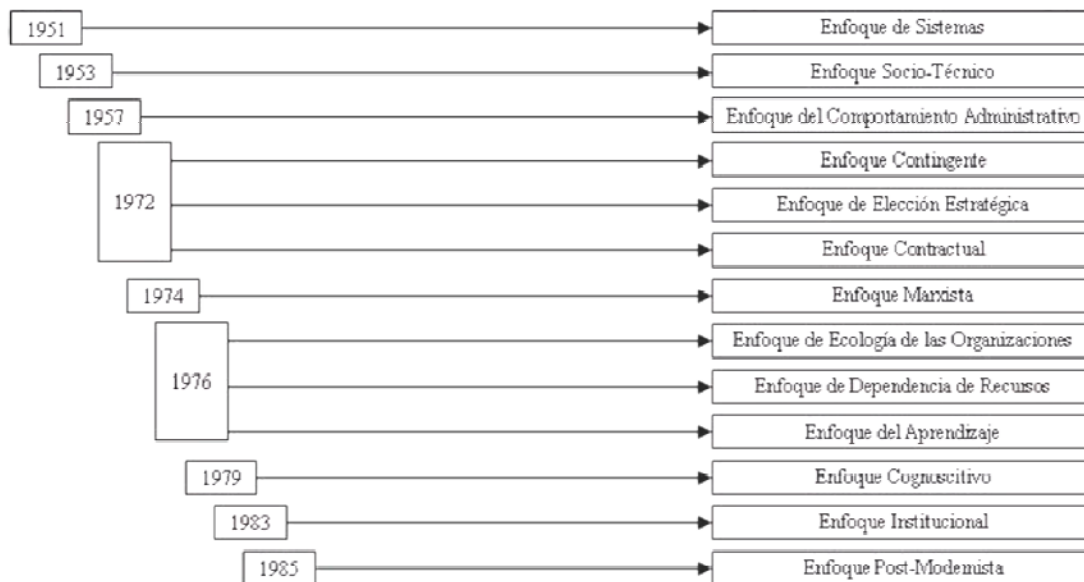 1951
Enfoque de Sistemas
1953
Enfoque Socio-Técnico
1957
Enfoque del Comportamiento Administrativo
1972
Enfoque Contingente
Enfoque de Elección Estratégica
Enfoque Contractual
1974
Enfoque Marxista
1976
Enfoque de Ecología de las Organizaciones
Enfoque de Dependencia de Recursos
Enfoque del Aprendizaje
1979
Enfoque Cognoscitivo
1983
Enfoque Institucional
1985
Enfoque Post-Modernista